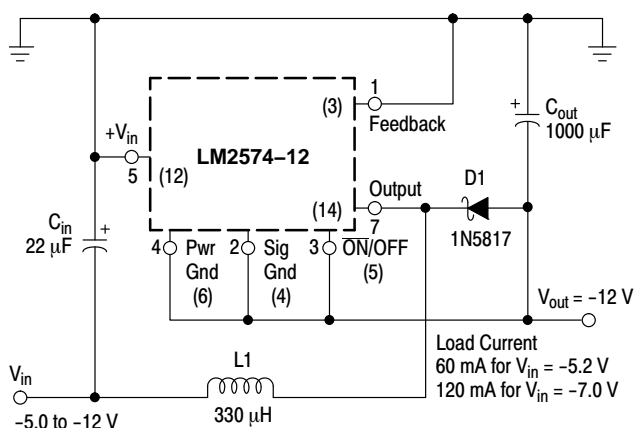 1
(3)
Feedback
+
C_out
1000 µF
+V_in
5
(12)
LM2574–12
D1
1N5817
(14)
Output
7
C_in
22 µF
+
4
Pwr
Gnd
(6)
2
Sig
Gnd
(4)
3
ON/OFF
(5)
V_out = –12 V
Load Current
60 mA for V_in = –5.2 V
120 mA for V_in = –7.0 V
V_in
–5.0 to –12 V
L1
330 µH